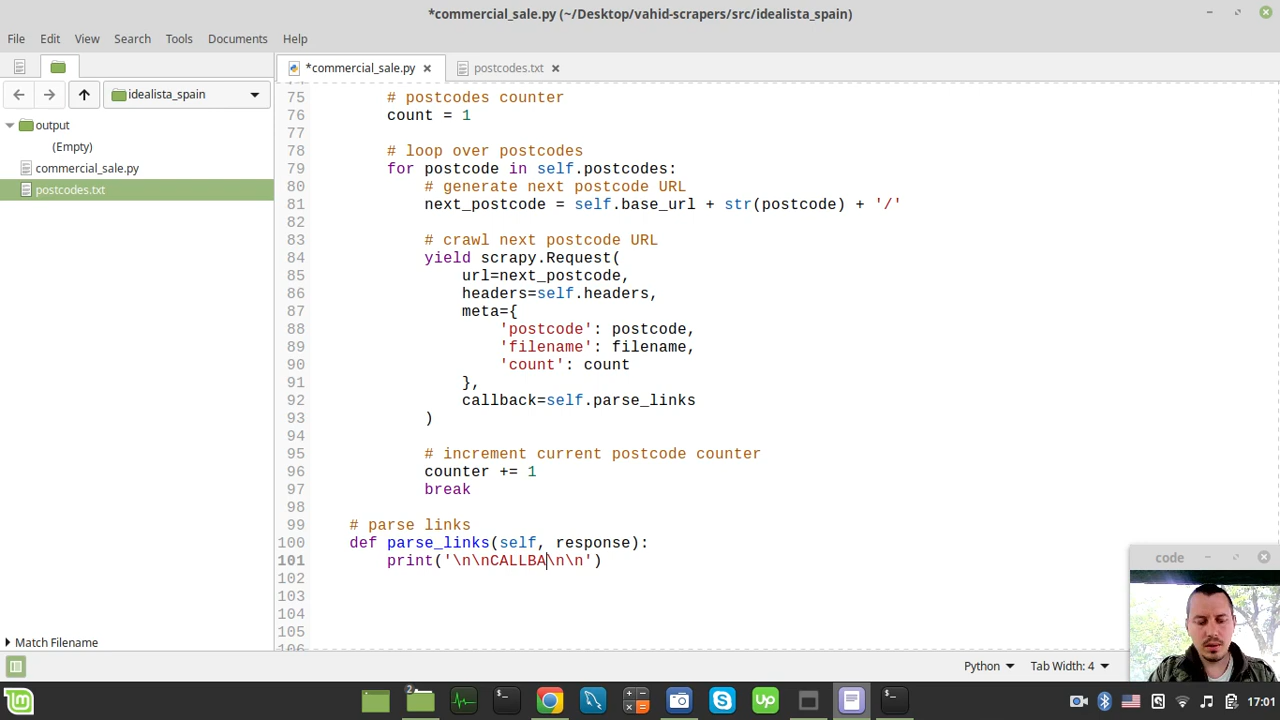 *commercial_sale.py (~/Desktop/vahid-scrapers/src/idealista_spain)
File Edit View Search Tools Documents Help
*commercial_sale.py
postcodes.txt
idealista_spain
output
(Empty)
commercial_sale.py
postcodes.txt
75 # postcodes counter
76 count = 1
77
78 # loop over postcodes
79 for postcode in self.postcodes:
80 # generate next postcode URL
81 next_postcode = self.base_url + str(postcode) + '/'
82
83 # crawl next postcode URL
84 yield scrapy.Request(
85 url=next_postcode,
86 headers=self.headers,
87 meta={
88 'postcode': postcode,
89 'filename': filename,
90 'count': count
91 },
92 callback=self.parse_links
93 )
94
95 # increment current postcode counter
96 counter += 1
97 break
98
99 # parse links
100 def parse_links(self, response):
101 print('\n\nCALLBA\n\n')
102
103
104
105
106
Match Filename
code
Python Tab Width: 4
2
Up
17:01